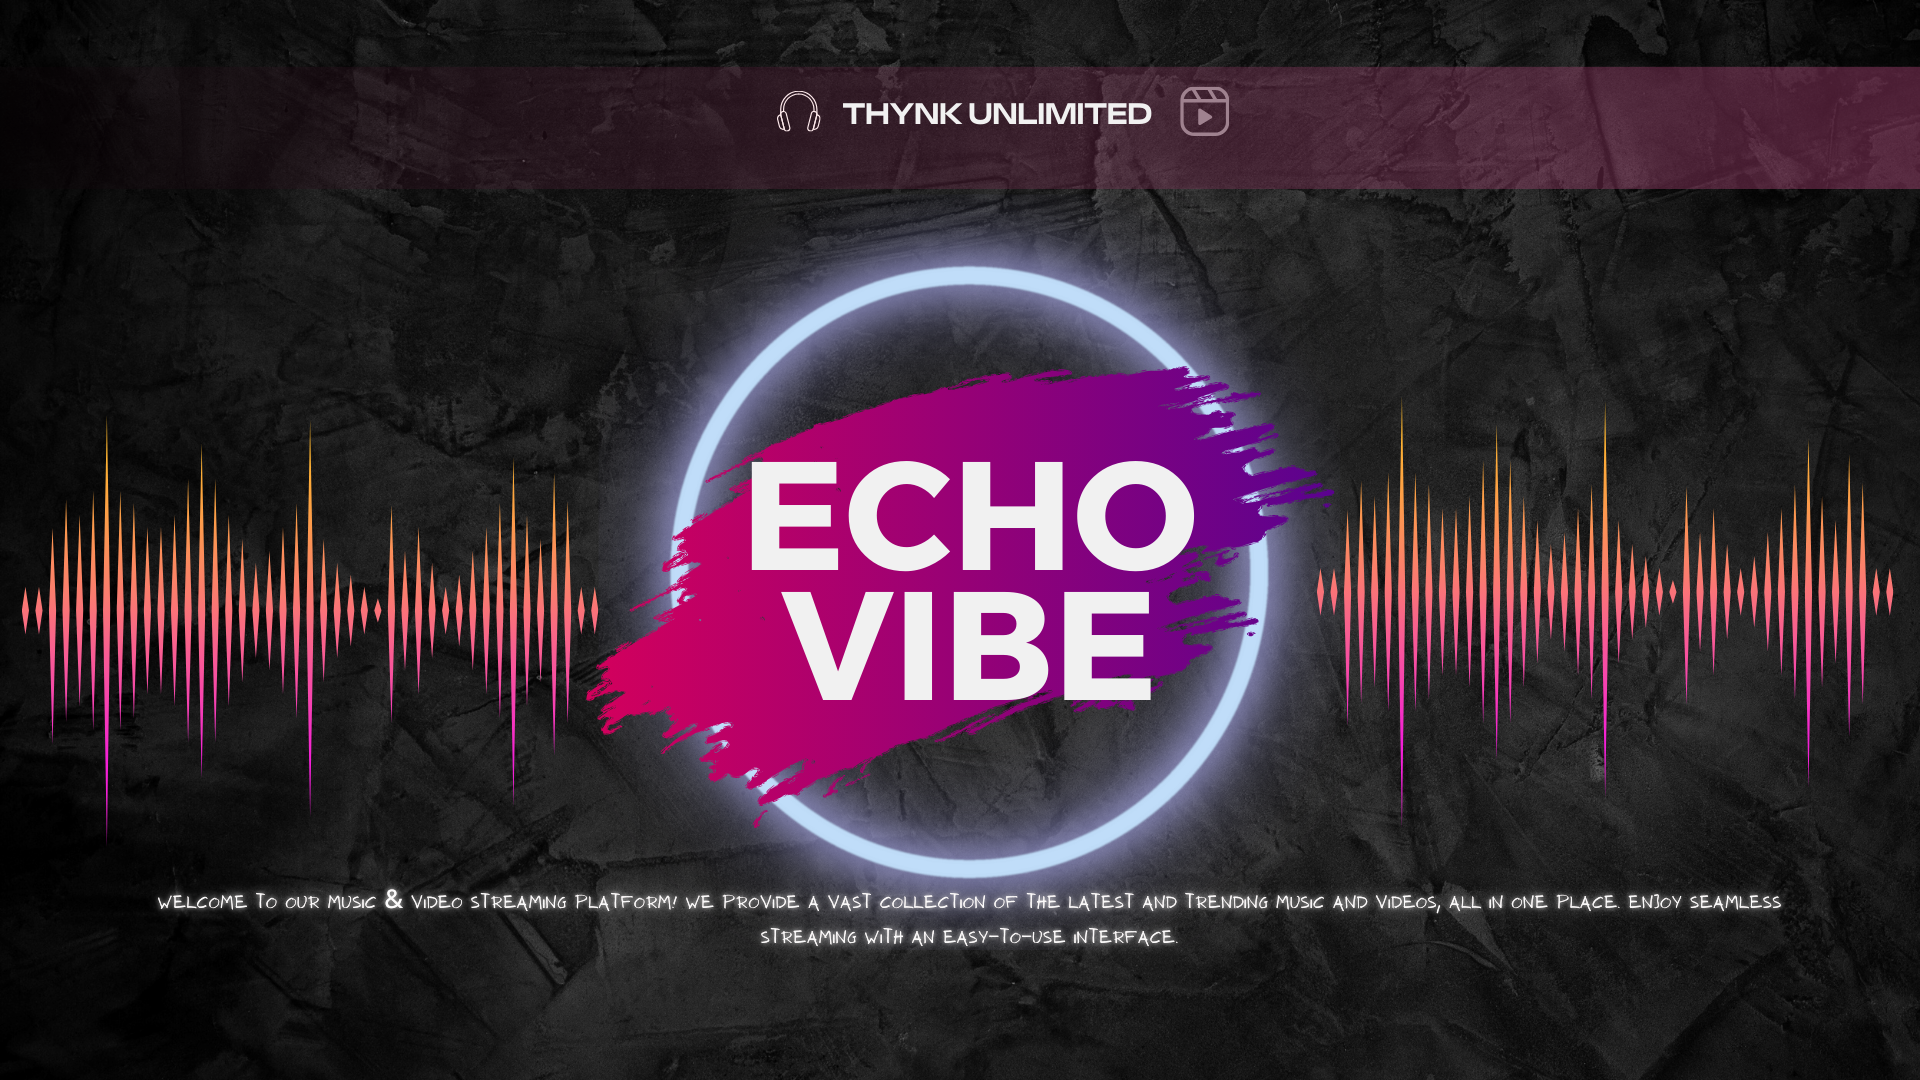 THYNK UNLIMITED
ECHO
VIBE
WELCOME TO OUR MUSIC & VIDEO STREAMING PLATFORM! WE PROVIDE A VAST COLLECTION OF THE LATEST AND TRENDING MUSIC AND VIDEOS, ALL IN ONE PLACE. ENJOY SEAMLESS
STREAMING WITH AN EASY-TO-USE INTERFACE.